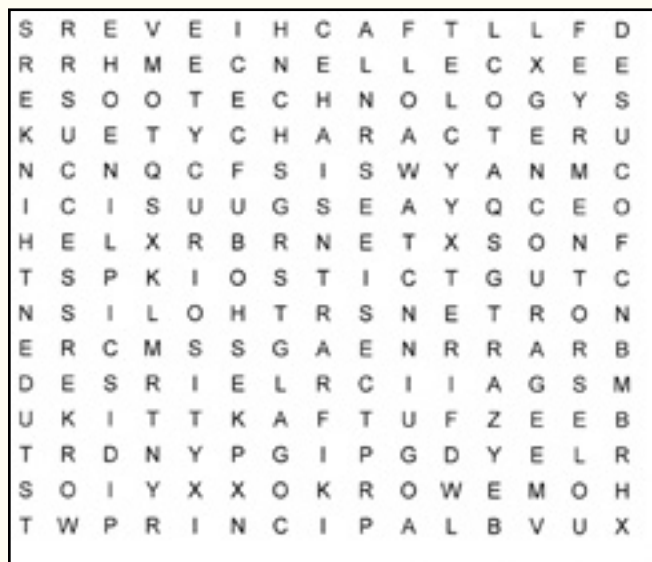 S R E V E I H C A F T L L F D
R R H M E C N E L L E C X E E
E S O O T E C H N O L O G Y S
K U E T Y C H A R A C T E R U
N C N Q C F S I S W Y A N M C
I C I S U U G S E A Y Q C E O
H E L X R B R N E T X S O N F
T S P K I O S T I C T G U T C
N S I L O H T R S N E T R O N
E R C M S S G A E N R R A R B
D E S R I E L R C I I A G S M
U K I T T K A F T U F Z E E B
T R D N Y P G I P G D Y E L R
S O I Y X X O K R O W E M O H
T W P R I N C I P A L B V U X